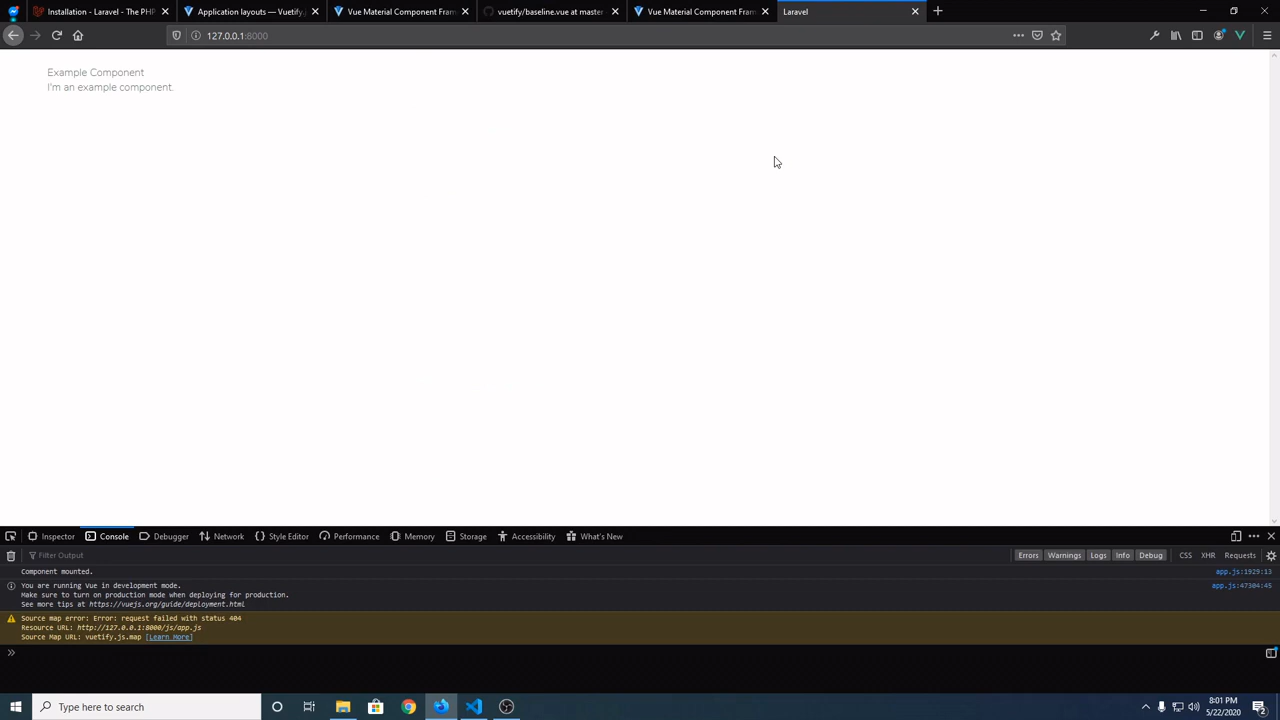 Installation - Laravel - The PHP
Application layouts — Vuetify.j
Vue Material Component Fram
vuetify/baseline.vue at master
Vue Material Component Fram
Laravel
127.0.0.1:8000
Example Component
I'm an example component.
Inspector
Console
Debugger
Network
Style Editor
Performance
Memory
Storage
Accessibility
What's New
Filter Output
Errors
Warnings
Logs
Info
Debug
CSS
XHR
Requests
Component mounted.
app.js:1929:13
You are running Vue in development mode.
app.js:47304:45
Make sure to turn on production mode when deploying for production.
See more tips at https://vuejs.org/guide/deployment.html
Source map error: Error: request failed with status 404
Resource URL: http://127.0.0.1:8000/js/app.js
Source Map URL: vuetify.js.map [Learn More]
Type here to search
8:01 PM
5/22/2020
2